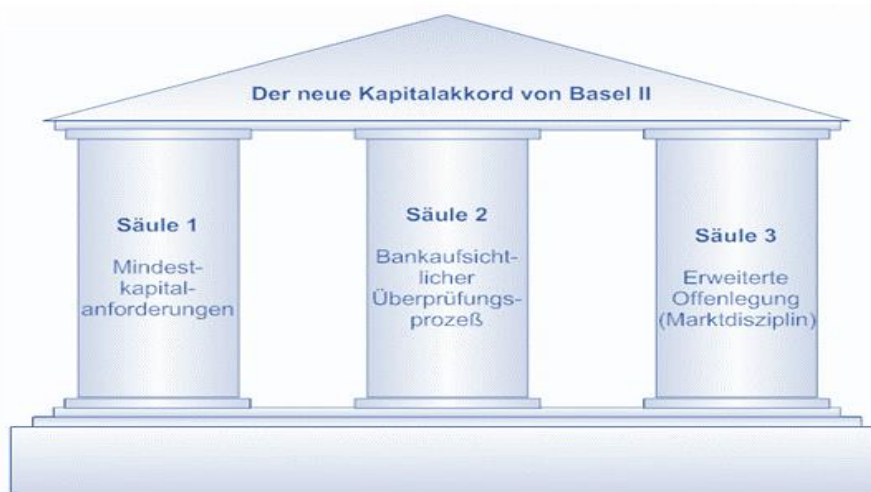 Der neue Kapitalakkord von Basel II
Säule 1
Mindest-
kapital-
anforderungen
Säule 2
Bankaufsicht-
licher
Überprüfungs-
prozeß
Säule 3
Erweiterte
Offenlegung
(Marktdisziplin)